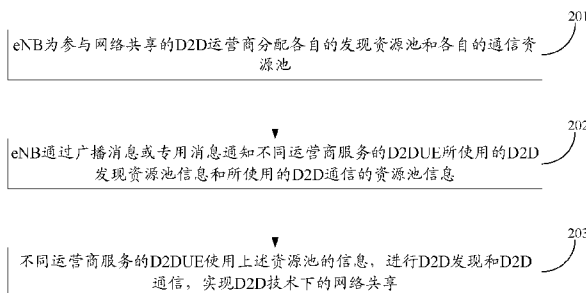 201
eNB为参与网络共享的D2D运营商分配各自的发现资源池和各自的通信资
源池
202
eNB通过广播消息或专用消息通知不同运营商服务的D2DUE所使用的D2D
发现资源池信息和所使用的D2D通信的资源池信息
203
不同运营商服务的D2DUE使用上述资源池的信息，进行D2D发现和D2D
通信，实现D2D技术下的网络共享